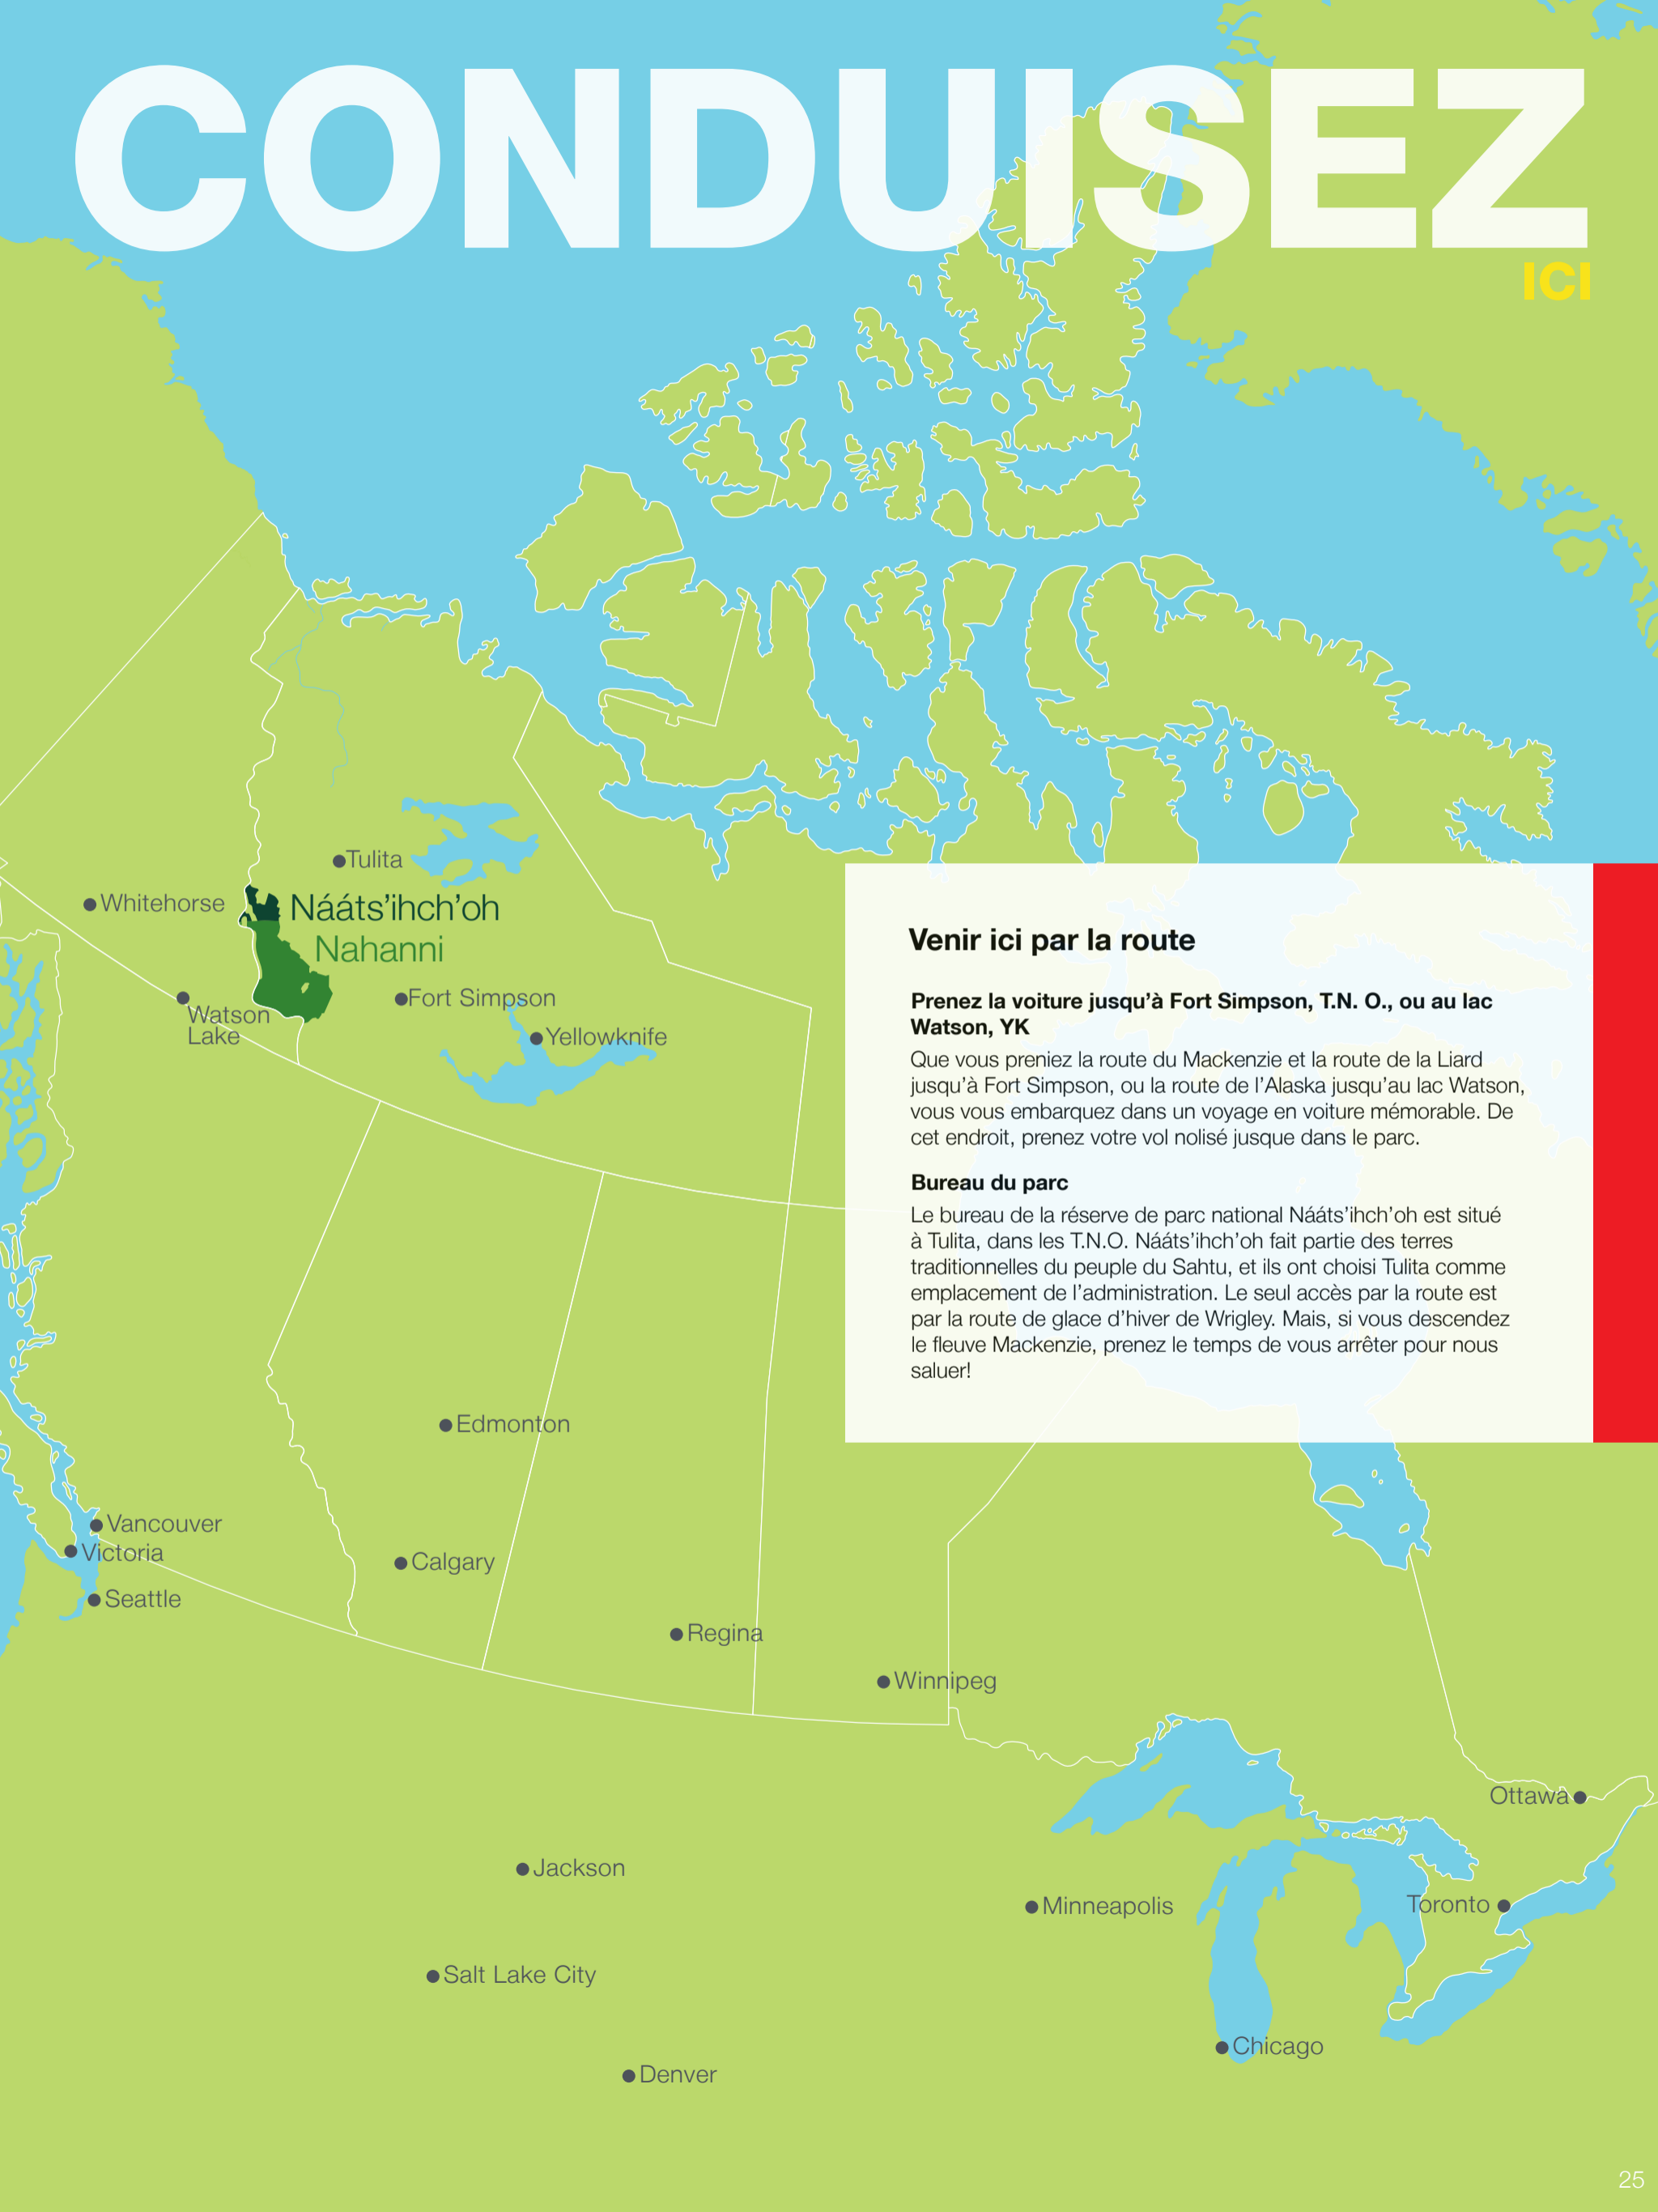 CONDUISEZ
ICI
Tulita
Whitehorse
Nááts’ihch’oh
Nahanni
Fort Simpson
Watson
Lake
Yellowknife
Venir ici par la route
Prenez la voiture jusqu’à Fort Simpson, T.N. O., ou au lac
Watson, YK
Que vous preniez la route du Mackenzie et la route de la Liard
jusqu’à Fort Simpson, ou la route de l’Alaska jusqu’au lac Watson,
vous vous embarquez dans un voyage en voiture mémorable. De
cet endroit, prenez votre vol nolisé jusque dans le parc.
Bureau du parc
Le bureau de la réserve de parc national Nááts’ihch’oh est situé
à Tulita, dans les T.N.O. Nááts’ihch’oh fait partie des terres
traditionnelles du peuple du Sahtu, et ils ont choisi Tulita comme
emplacement de l’administration. Le seul accès par la route est
par la route de glace d’hiver de Wrigley. Mais, si vous descendez
le fleuve Mackenzie, prenez le temps de vous arrêter pour nous
saluer!
Edmonton
Vancouver
Victoria
Calgary
Seattle
Regina
Winnipeg
Ottawa
Jackson
Minneapolis
Toronto
Salt Lake City
Chicago
Denver
25